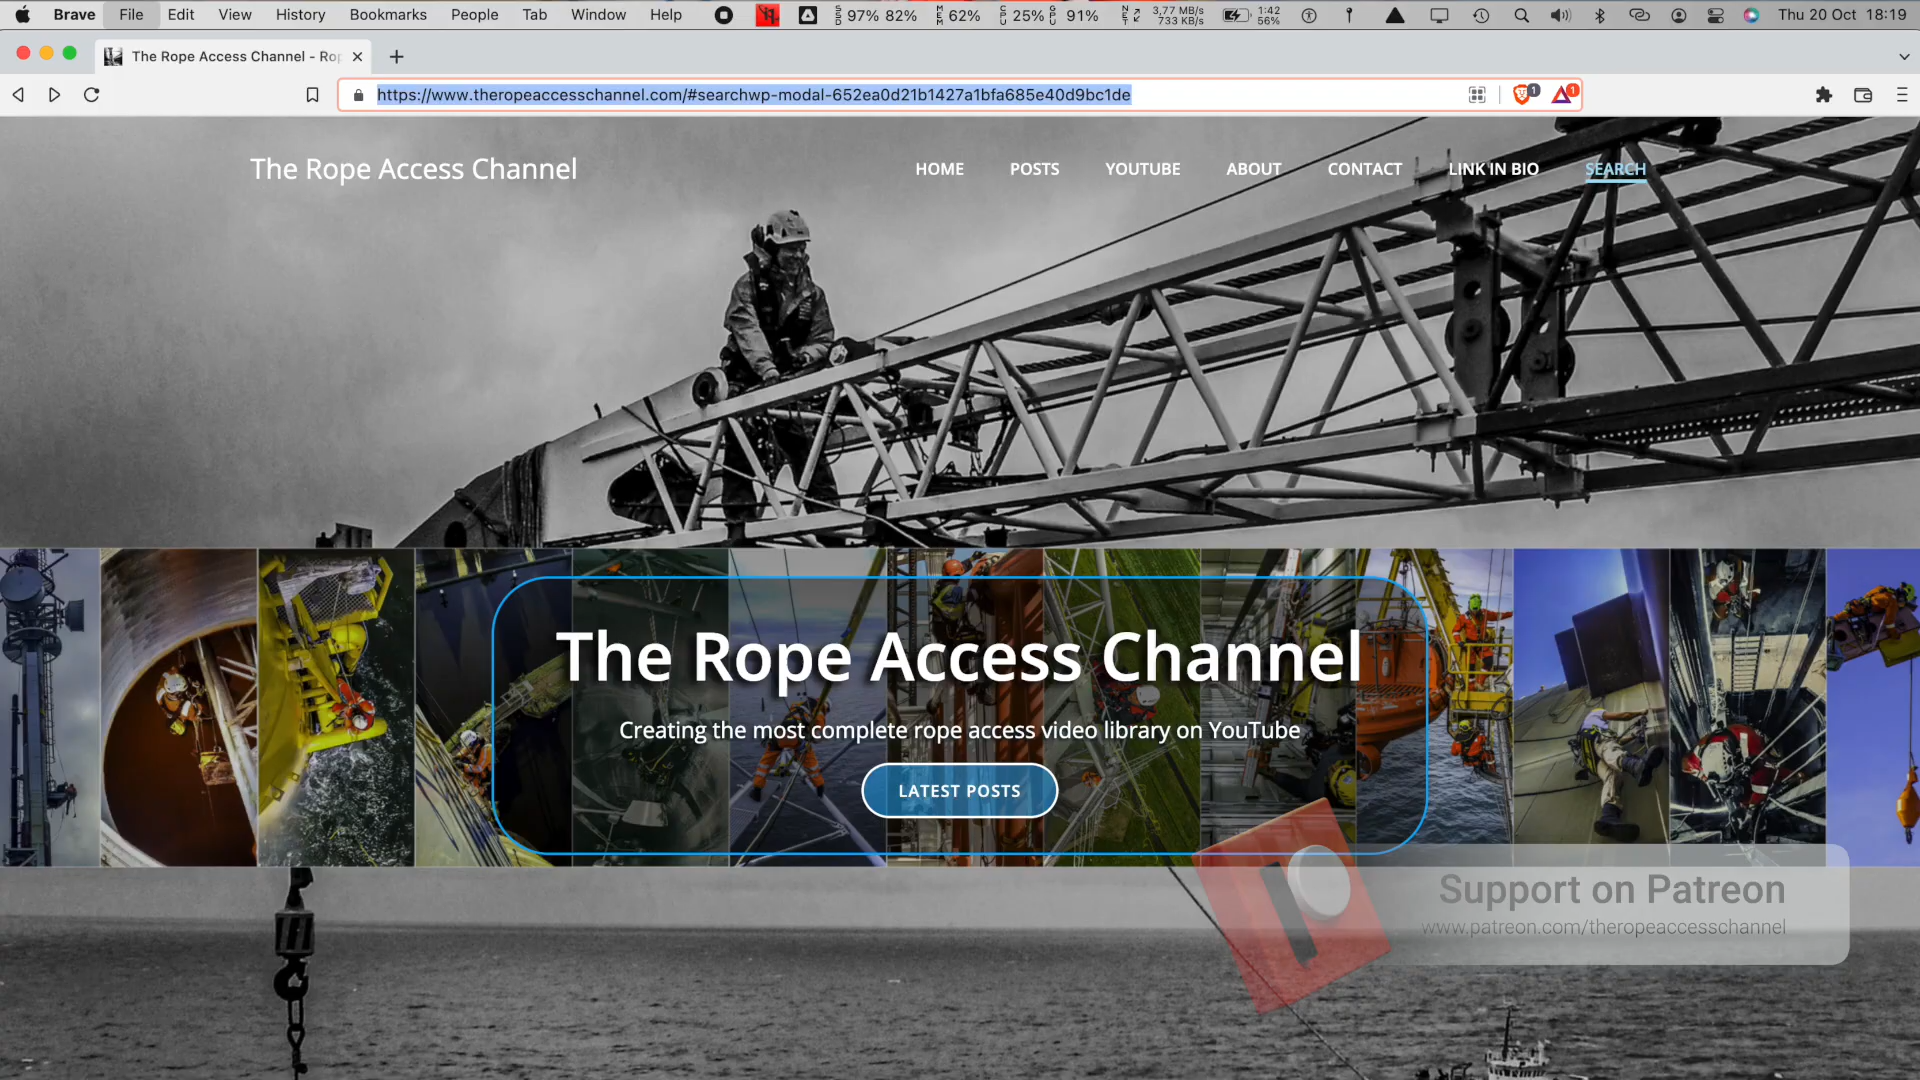 Brave File Edit View History Bookmarks People Tab Window Help 97% 82% 62% 25% 91% 3,77 MB/s 733 KB/s 1:42 56% Thu 20 Oct 18:19
The Rope Access Channel - Rop
https://www.theropeaccesschannel.com/#searchwp-modal-652ea0d21b1427a1bfa685e40d9bc1de 1 1
The Rope Access Channel HOME POSTS YOUTUBE ABOUT CONTACT LINK IN BIO SEARCH
The Rope Access Channel
Creating the most complete rope access video library on YouTube
LATEST POSTS
Support on Patreon
www.patreon.com/theropeaccesschannel